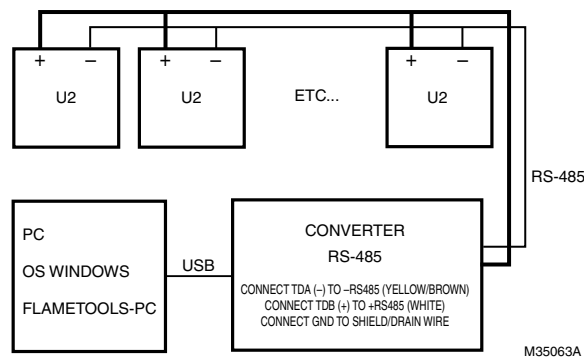 + – + – + –
U2 U2 ETC... U2
RS-485
PC
OS WINDOWS
FLAMETOOLS-PC
USB
CONVERTER
RS-485
CONNECT TDA (–) TO –RS485 (YELLOW/BROWN)
CONNECT TDB (+) TO +RS485 (WHITE)
CONNECT GND TO SHIELD/DRAIN WIRE
M35063A